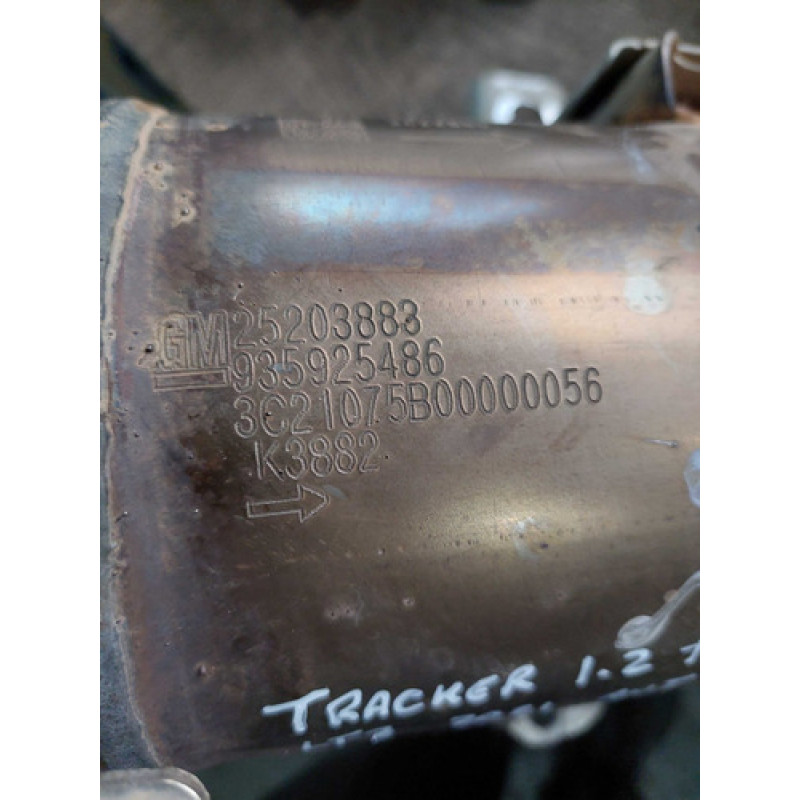 GM 25203883
935925486
3C21075B00000056
K3882
TRACKER 1.2